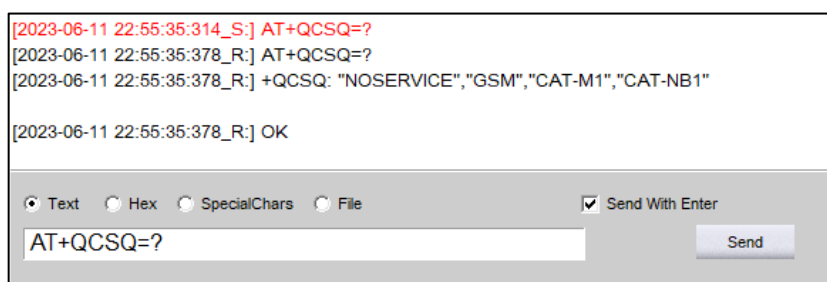 [2023-06-11 22:55:35:314_S:] AT+QCSQ=?
[2023-06-11 22:55:35:378_R:] AT+QCSQ=?
[2023-06-11 22:55:35:378_R:] +QCSQ: "NOSERVICE","GSM","CAT-M1","CAT-NB1"
[2023-06-11 22:55:35:378_R:] OK
Text Hex SpecialChars File Send With Enter
AT+QCSQ=? Send